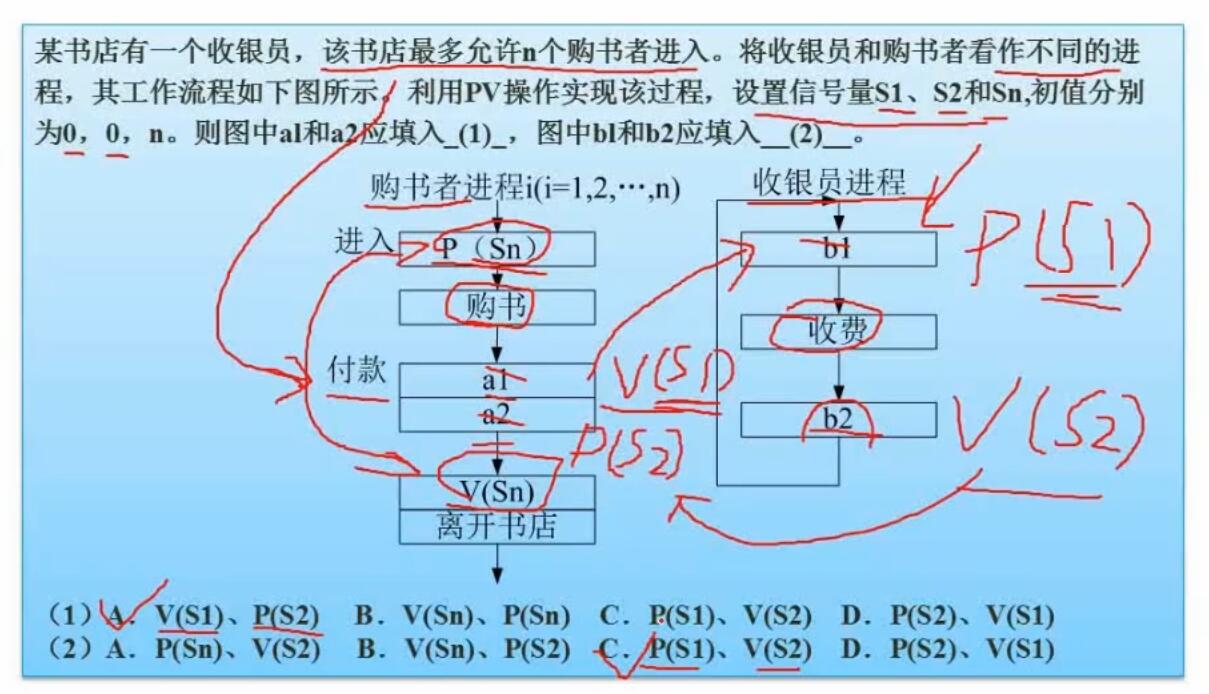 某书店有一个收银员，该书店最多允许n个购书者进入。将收银员和购书者看作不同的进
程，其工作流程如下图所示。利用PV操作实现该过程，设置信号量S1、S2和Sn,初值分别
为0，0，n。则图中a1和a2应填入_(1)_，图中b1和b2应填入__(2)__。
购书者进程i(i=1,2,…,n)
收银员进程
进入
P（Sn）
b1
P(S1)
购书
收费
付款
a1
V(S1)
a2
b2
V(S2)
P(S2)
V(Sn)
离开书店
（1）A．V(S1)、P(S2) B．V(Sn)、P(Sn) C．P(S1)、V(S2) D．P(S2)、V(S1)
（2）A．P(Sn)、V(S2) B．V(Sn)、P(S2) C．P(S1)、V(S2) D．P(S2)、V(S1)